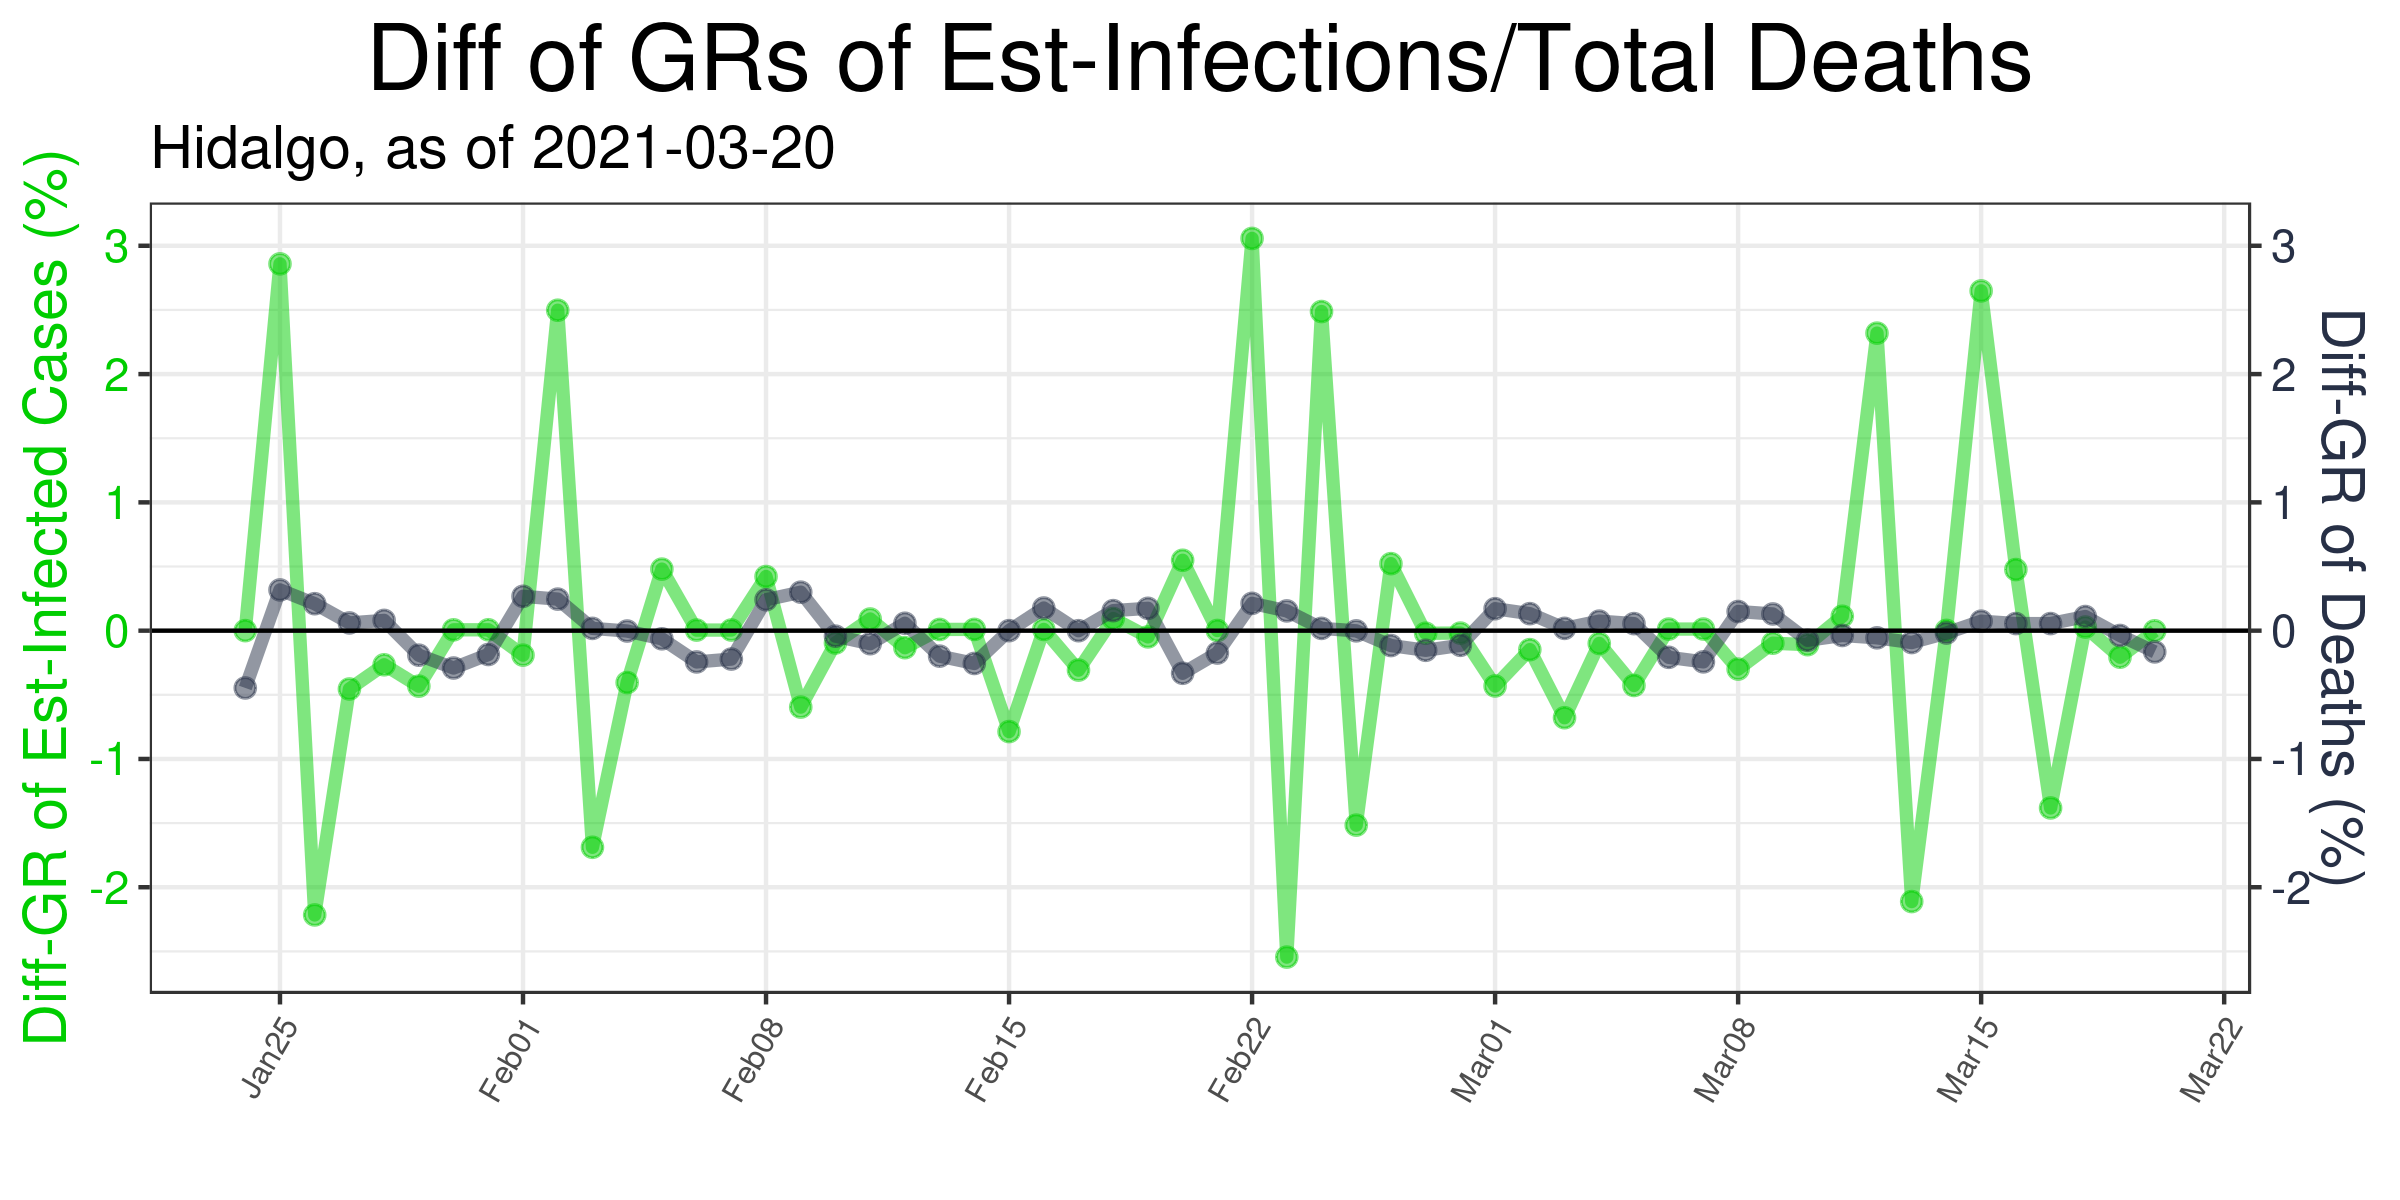 Diff of GRs of Est-Infections/Total Deaths
Hidalgo, as of 2021-03-20
Diff-GR of Est-Infected Cases (%)
3
2
1
0
-1
-2
3
2
1
0
-1
-2
Diff-GR of Deaths (%)
Jan25
Feb01
Feb08
Feb15
Feb22
Mar01
Mar08
Mar15
Mar22